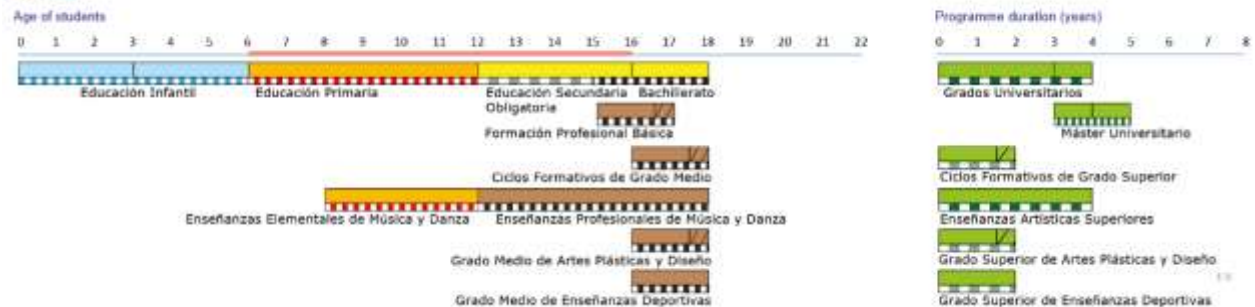 Age of students
Programme duration (years)
0 1 2 3 4 5 6 7 8 9 10 11 12 13 14 15 16 17 18 19 20 21 22
0 1 2 3 4 5 6 7 8
Educación Infantil
Educación Primaria
Educación Secundaria
Obligatoria
Bachillerato
Grados Universitarios
Formación Profesional Básica
Máster Universitario
Ciclos Formativos de Grado Medio
Ciclos Formativos de Grado Superior
Enseñanzas Elementales de Música y Danza
Enseñanzas Profesionales de Música y Danza
Enseñanzas Artísticas Superiores
Grado Medio de Artes Plásticas y Diseño
Grado Superior de Artes Plásticas y Diseño
Grado Medio de Enseñanzas Deportivas
Grado Superior de Enseñanzas Deportivas